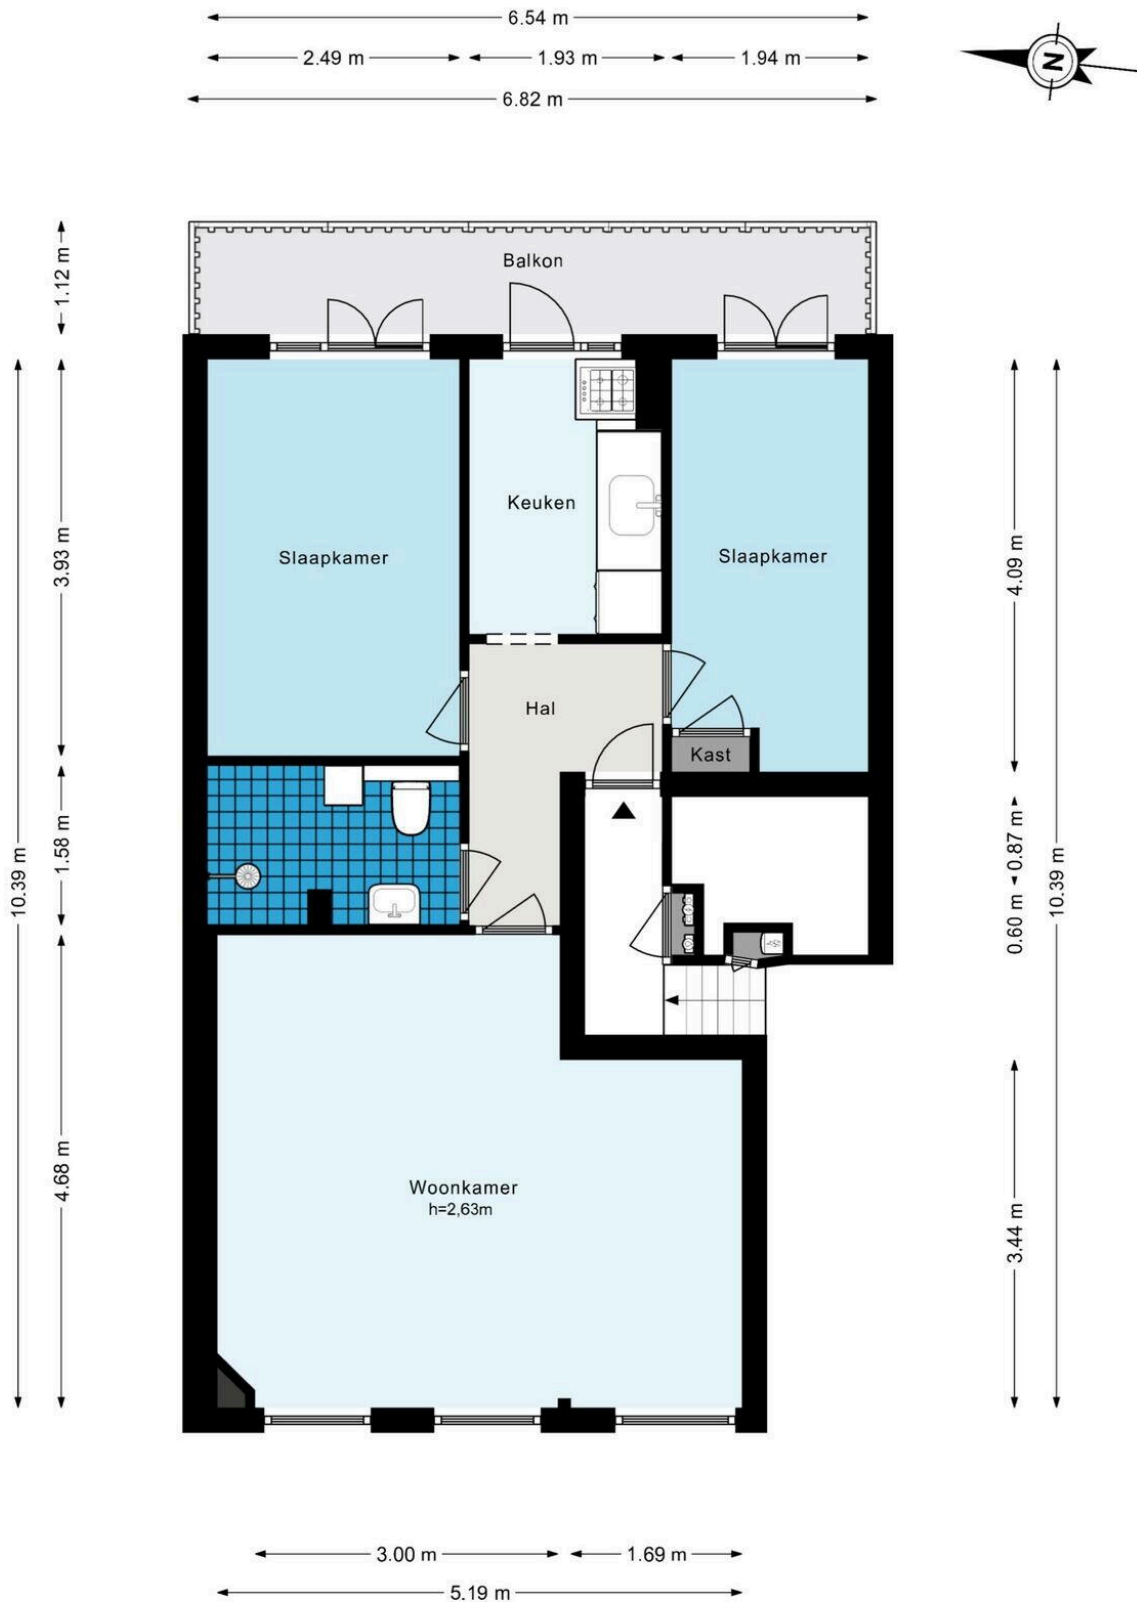 6.54 m
2.49 m
1.93 m
1.94 m
6.82 m
N
1.12 m
Balkon
10.39 m
3.93 m
Slaapkamer
Keuken
Slaapkamer
4.09 m
10.39 m
Hal
Kast
1.58 m
0.87 m
0.60 m
4.68 m
Woonkamer
h=2,63m
3.44 m
3.00 m
1.69 m
5.19 m